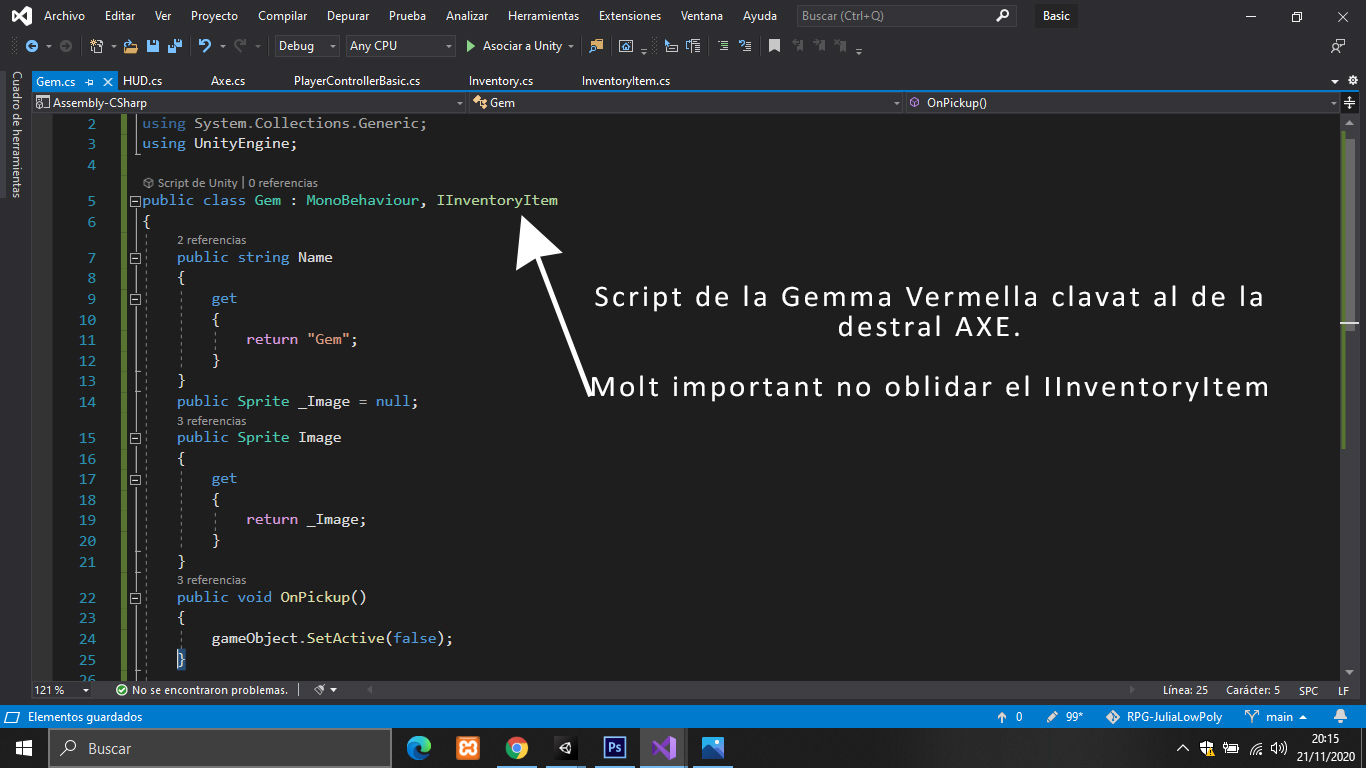 Archivo Editar Ver Proyecto Compilar Depurar Prueba Analizar Herramientas Extensiones Ventana Ayuda Buscar (Ctrl+Q) Basic
Debug Any CPU Asociar a Unity
Gem.cs HUD.cs Axe.cs PlayerControllerBasic.cs Inventory.cs InventoryItem.cs
Cuadro de herramientas
Assembly-CSharp Gem OnPickup()
2 using System.Collections.Generic;
3 using UnityEngine;
4
Script de Unity | 0 referencias
5 public class Gem : MonoBehaviour, IInventoryItem
6 {
2 referencias
7 public string Name
8 {
9 get
10 {
11 return "Gem";
12 }
13 }
14 public Sprite _Image = null;
3 referencias
15 public Sprite Image
16 {
17 get
18 {
19 return _Image;
20 }
21 }
3 referencias
22 public void OnPickup()
23 {
24 gameObject.SetActive(false);
25 }
26
Script de la Gemma Vermella clavat al de la
destral AXE.
Molt important no oblidar el IInventoryItem
121 % No se encontraron problemas. Línea: 25 Carácter: 5 SPC LF
Elementos guardados 0 99* RPG-JuliaLowPoly main
Buscar Ps 20:15
21/11/2020